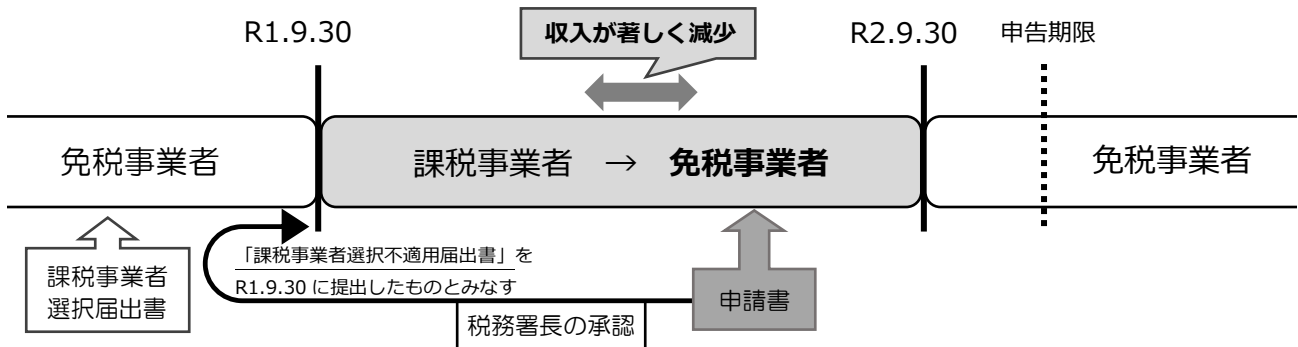 収入が著しく減少
R1.9.30
R2.9.30
申告期限
免税事業者
課税事業者 → 免税事業者
免税事業者
課税事業者
選択届出書
「課税事業者選択不適用届出書」を
R1.9.30 に提出したものとみなす
申請書
税務署長の承認